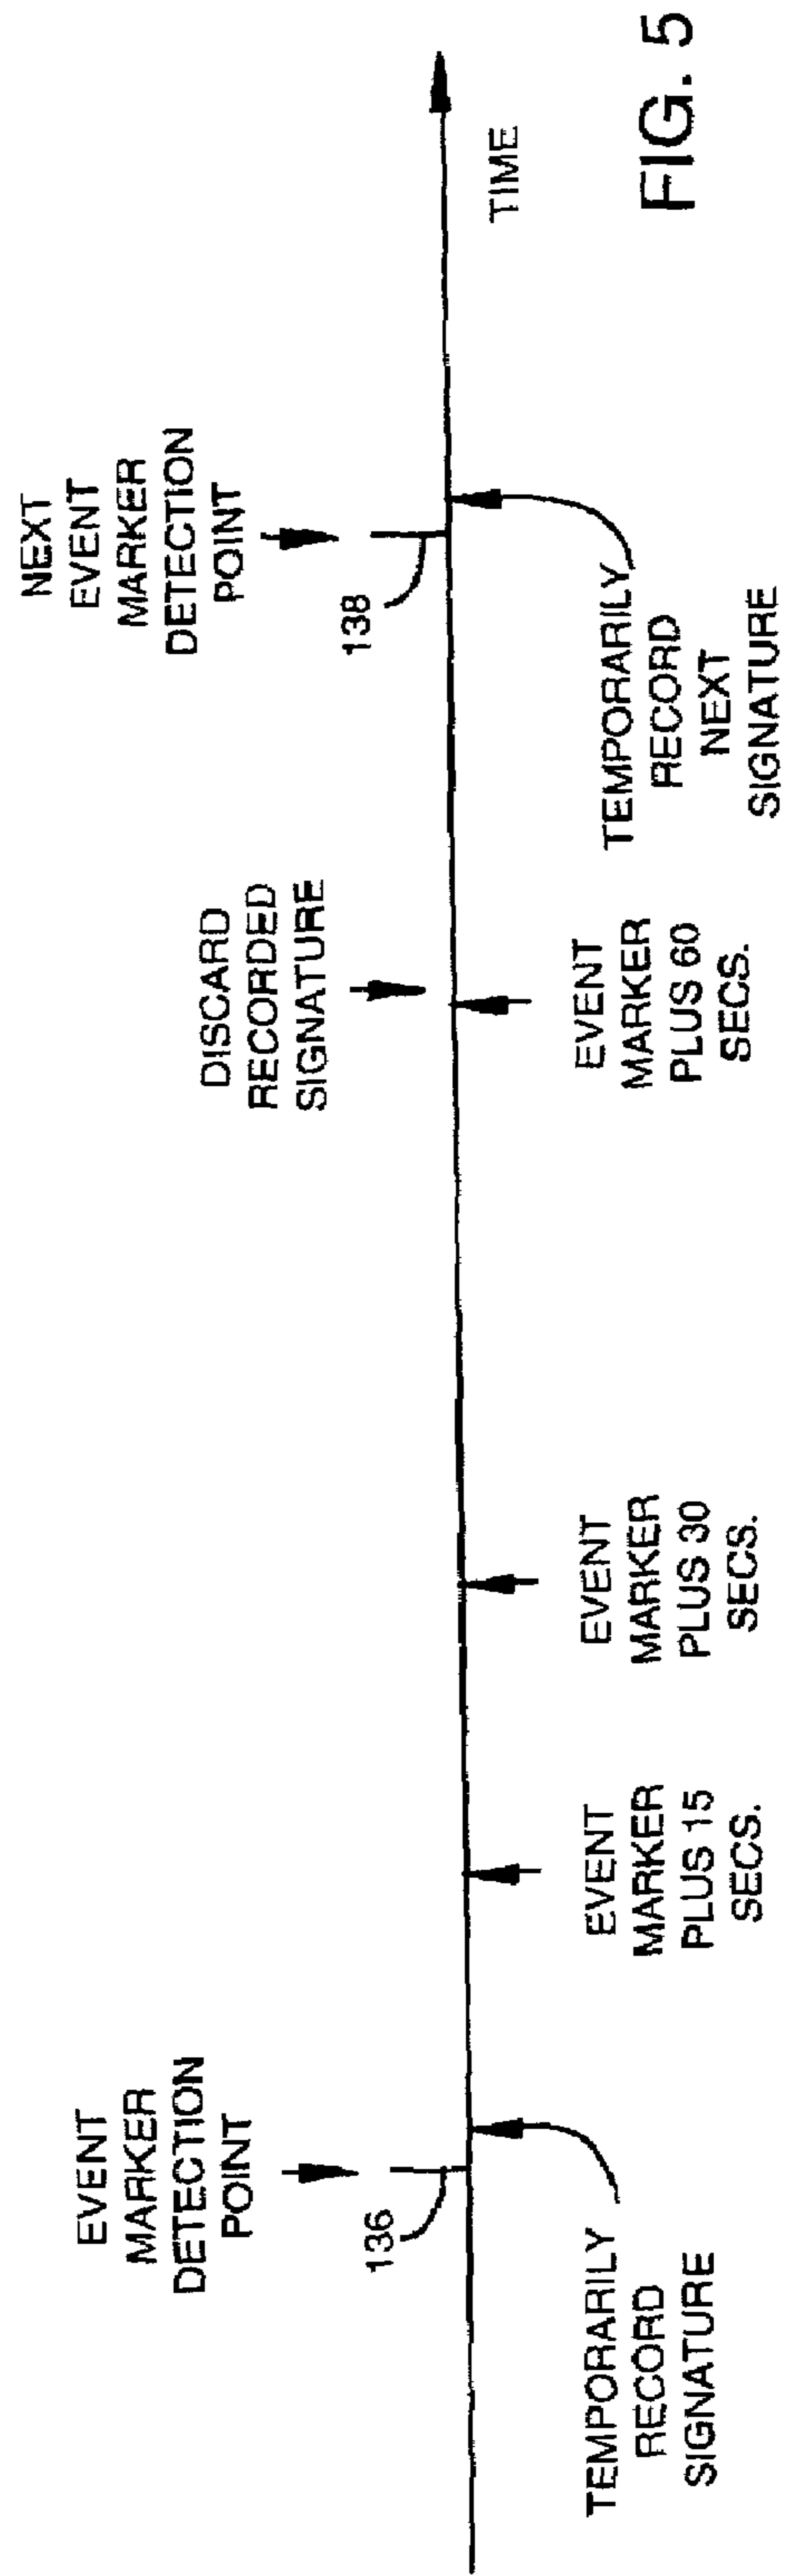 EVENT
MARKER
DETECTION
POINT
136
TEMPORARILY
RECORD
SIGNATURE
EVENT
MARKER
PLUS 15
SECS.
EVENT
MARKER
PLUS 30
SECS.
DISCARD
RECORDED
SIGNATURE
EVENT
MARKER
PLUS 60
SECS.
NEXT
EVENT
MARKER
DETECTION
POINT
138
TEMPORARILY
RECORD
NEXT
SIGNATURE
TIME
FIG. 5